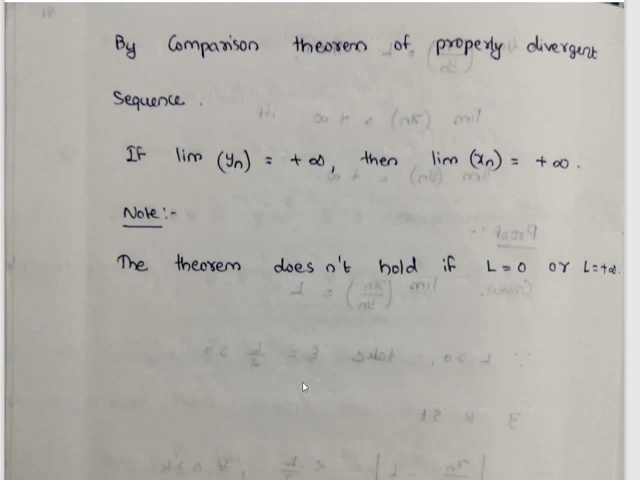 By Comparison theorem of properly divergent
Sequence.
If lim (yn) = +∞, then lim (xn) = +∞.
Note:-
The theorem does n't hold if L=0 or L=+∞.